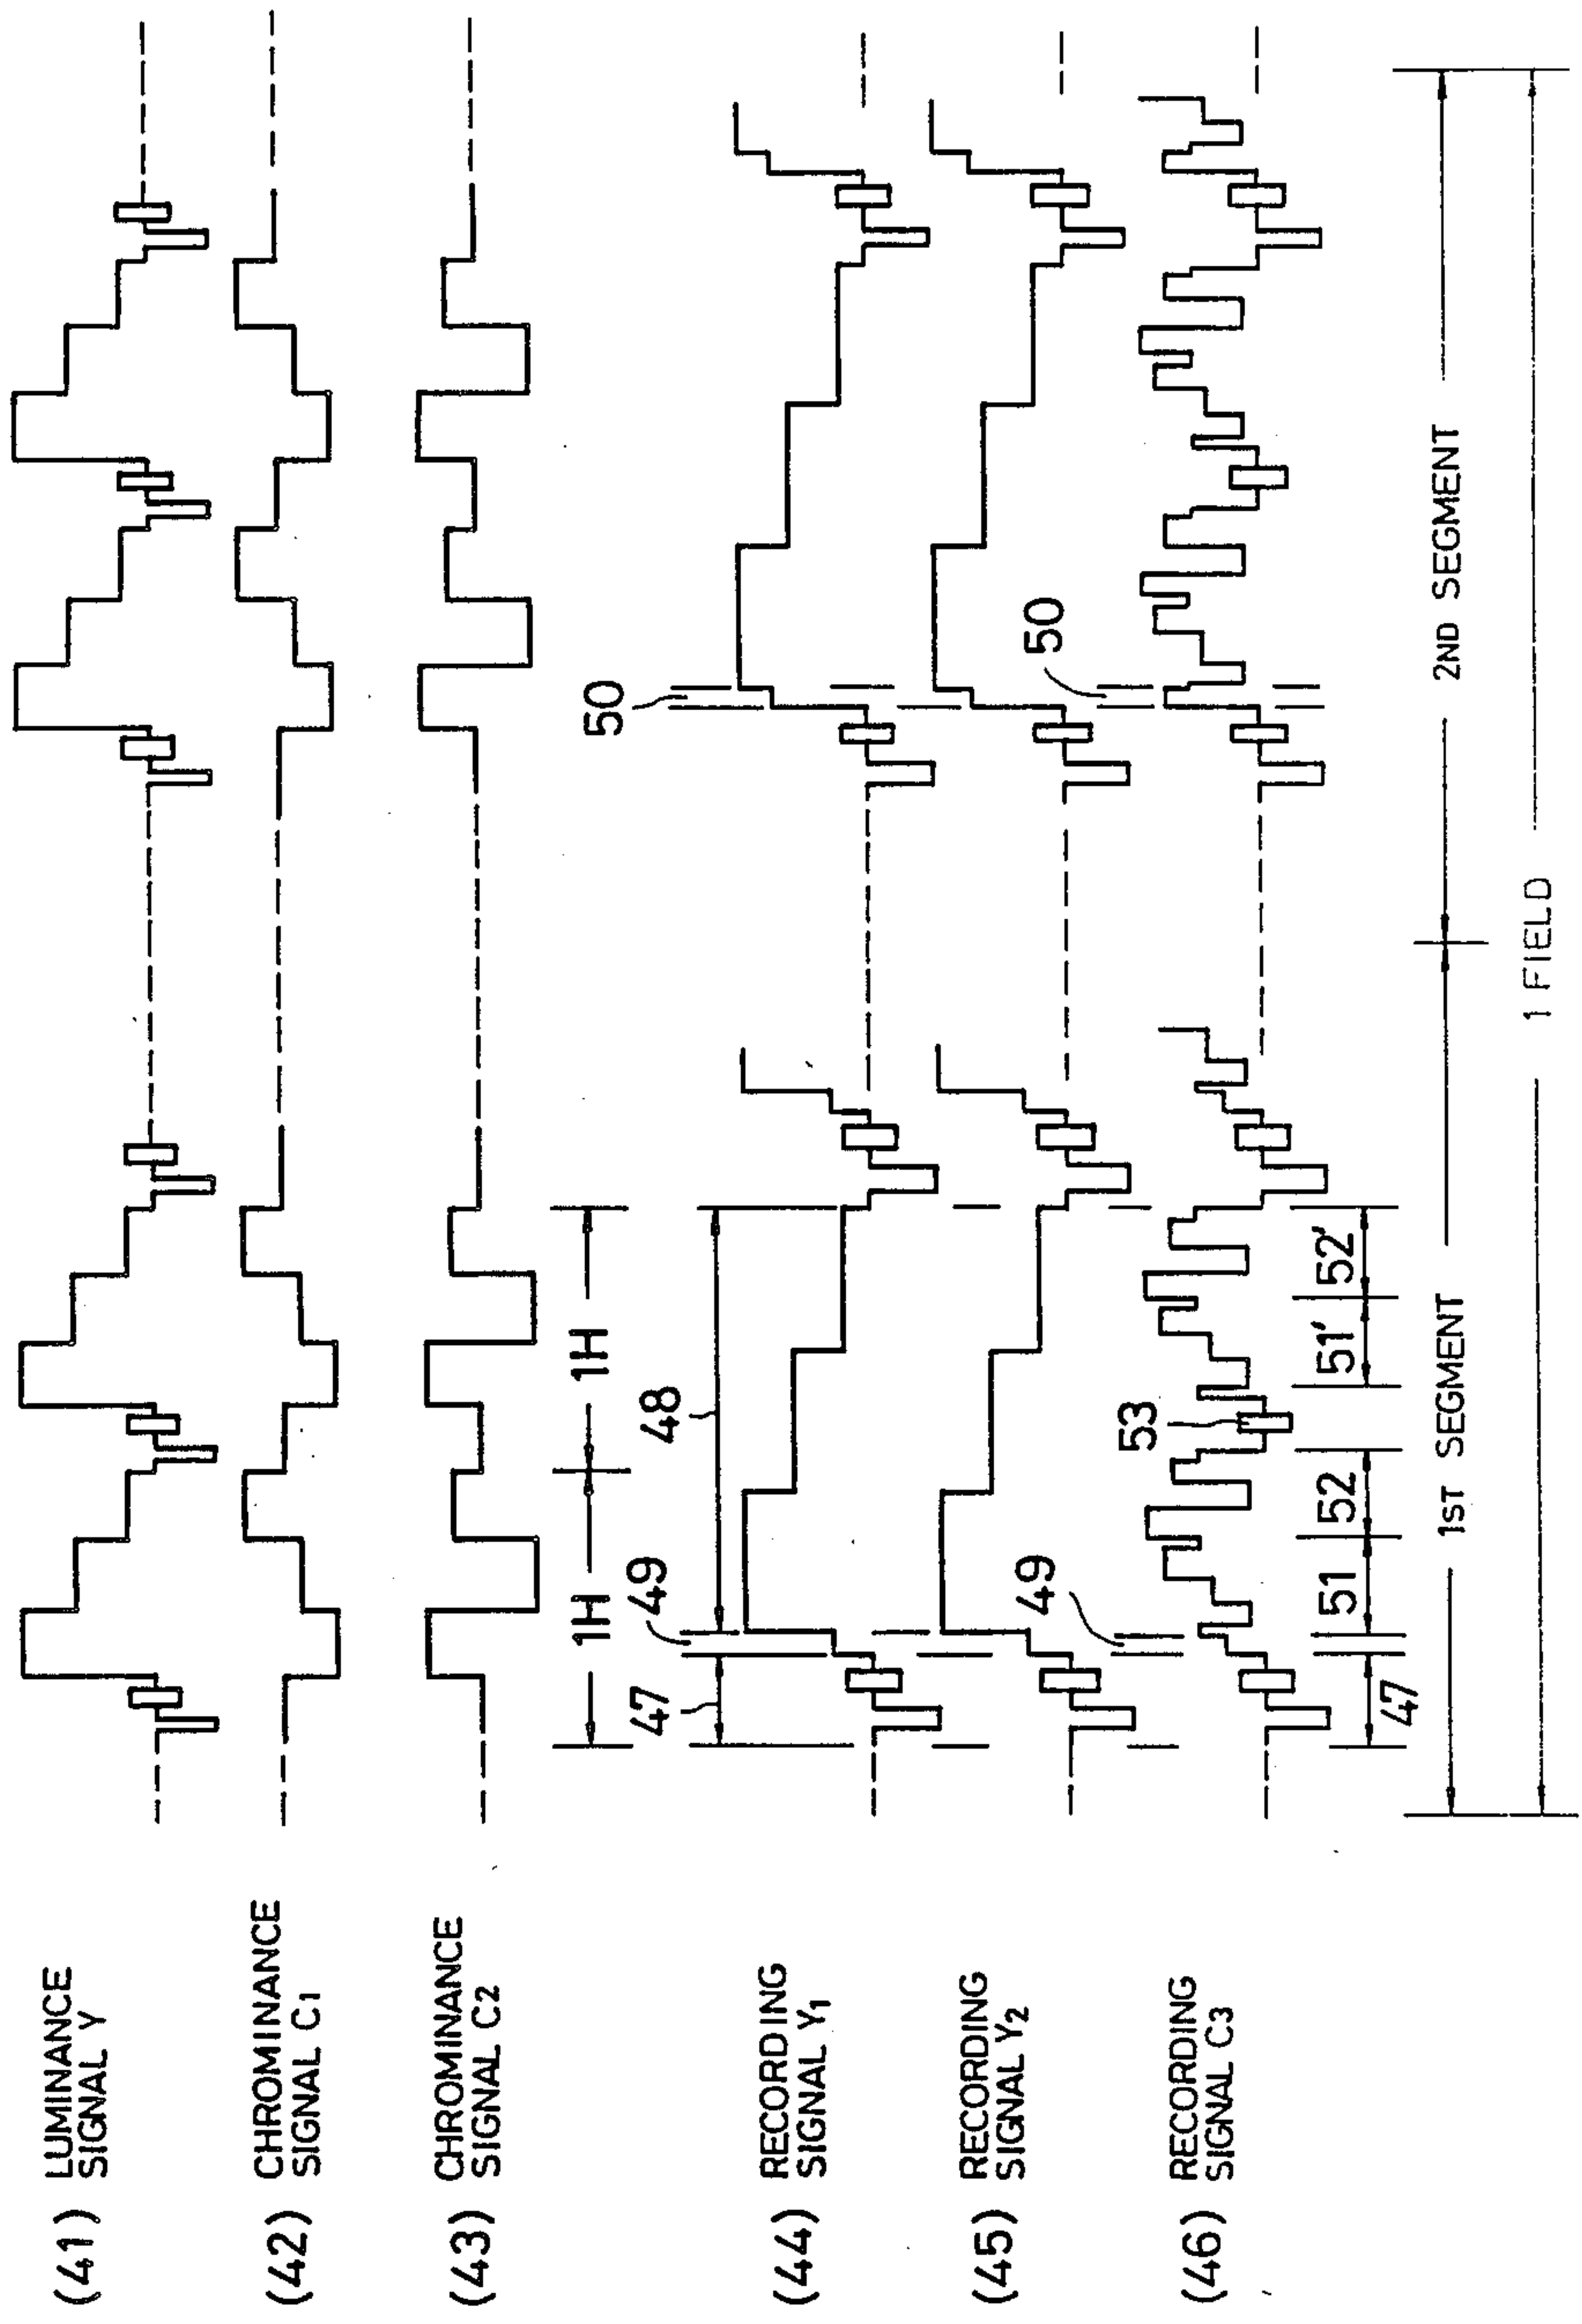 (41) LUMINANCE
SIGNAL Y
(42) CHROMINANCE
SIGNAL C1
(43) CHROMINANCE
SIGNAL C2
1H 1H
(44) RECORDING
SIGNAL Y1
47 49 48 50
(45) RECORDING
SIGNAL Y2
49 53 50
(46) RECORDING
SIGNAL C3
47 51 52 51' 52'
1ST SEGMENT 2ND SEGMENT
1 FIELD